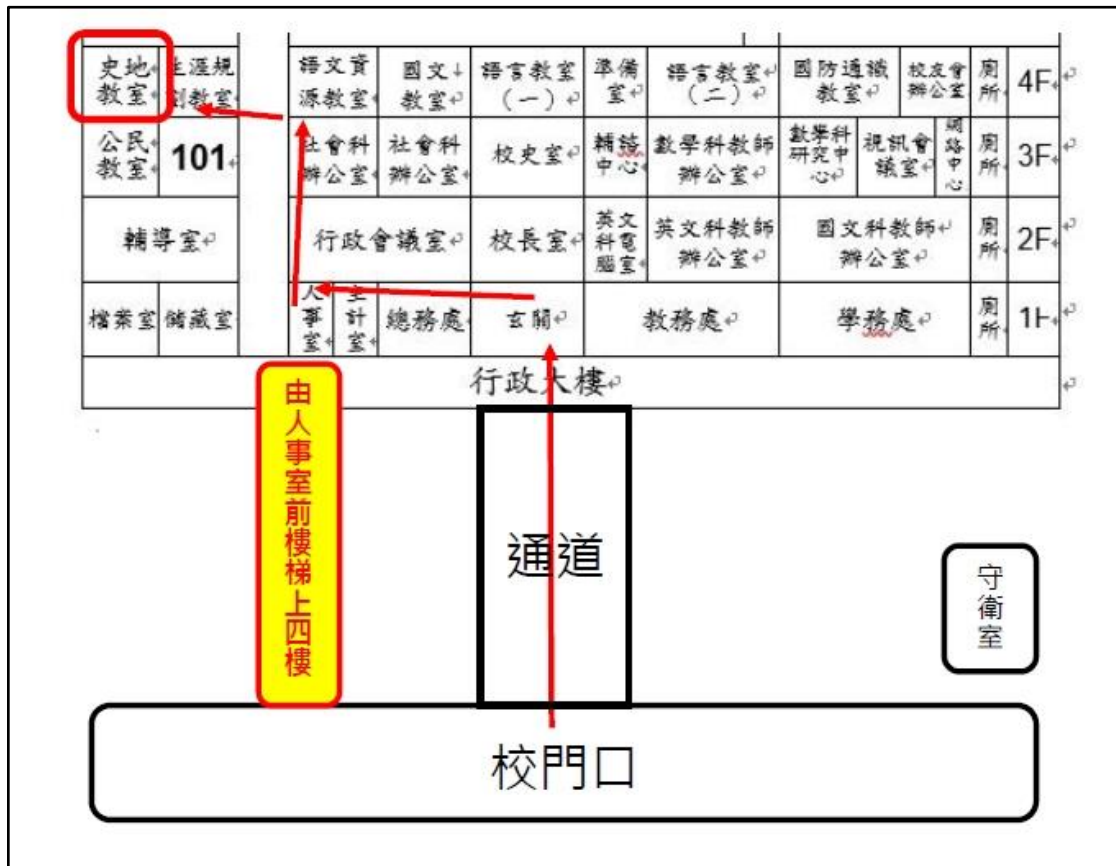 史地 生涯規 語文資 國文 語言教室 準備 語言教室 國防通識 校友會 廁 4F
教室 劃教室 源教室 教室 （一） 室 （二） 教室 辦公室 所
公民 101 社會科 社會科 校史室 輔諮 數學科教師 數學科 視訊會 網路中心 廁 3F
教室 辦公室 辦公室 中心 辦公室 研究中心 議室 所
輔導室 行政會議室 校長室 英文科電腦室 英文科教師 國文科教師 廁 2F
辦公室 辦公室 所
檔案室 儲藏室 人事室 主計室 總務處 玄關 教務處 學務處 廁所 1F
行政大樓
由人事室前樓梯上四樓
通道
守衛室
校門口